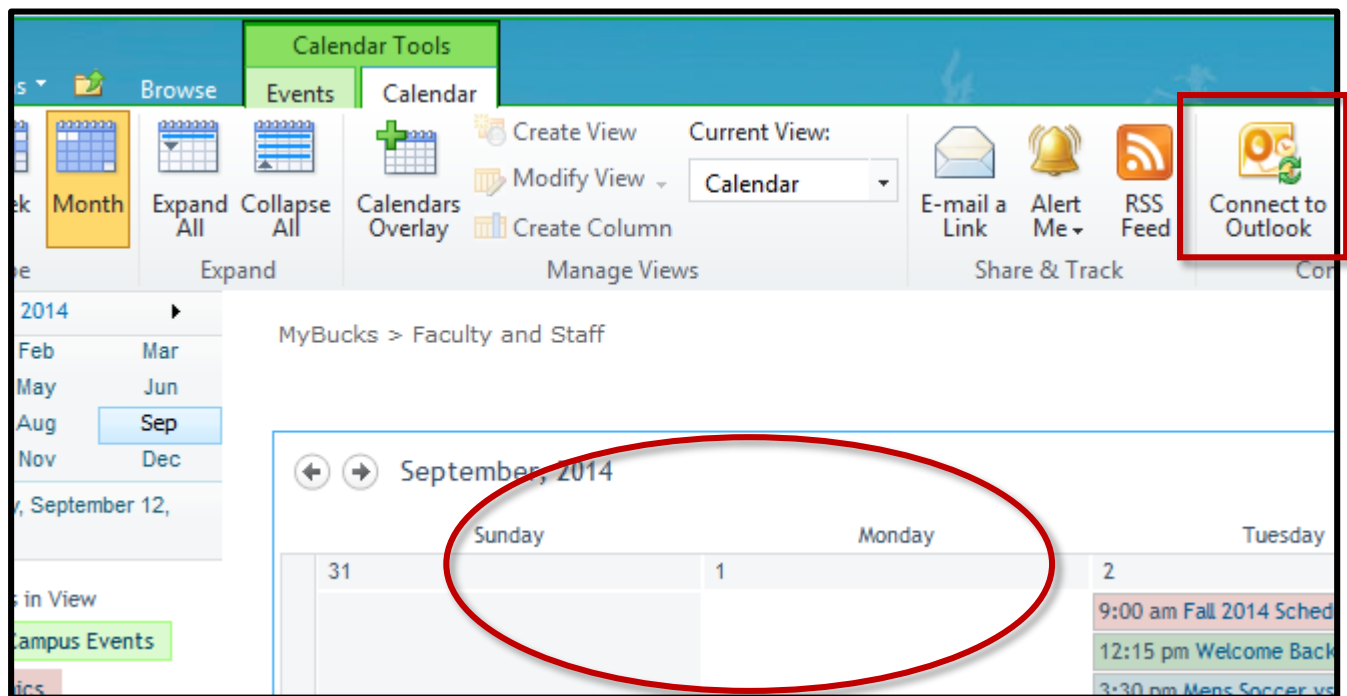 Calendar Tools
Browse Events Calendar
Month Expand All Collapse All Calendars Overlay Create View Current View:
Modify View Calendar
Create Column
E-mail a Link Alert Me RSS Feed Connect to Outlook
Expand Manage Views Share & Track
2014
Feb Mar
May Jun
Aug Sep
Nov Dec
September 12,
MyBucks > Faculty and Staff
September, 2014
Sunday Monday Tuesday
31 1 2
in View
Campus Events
9:00 am Fall 2014 Sched
12:15 pm Welcome Back
3:30 pm Mens Soccer vs